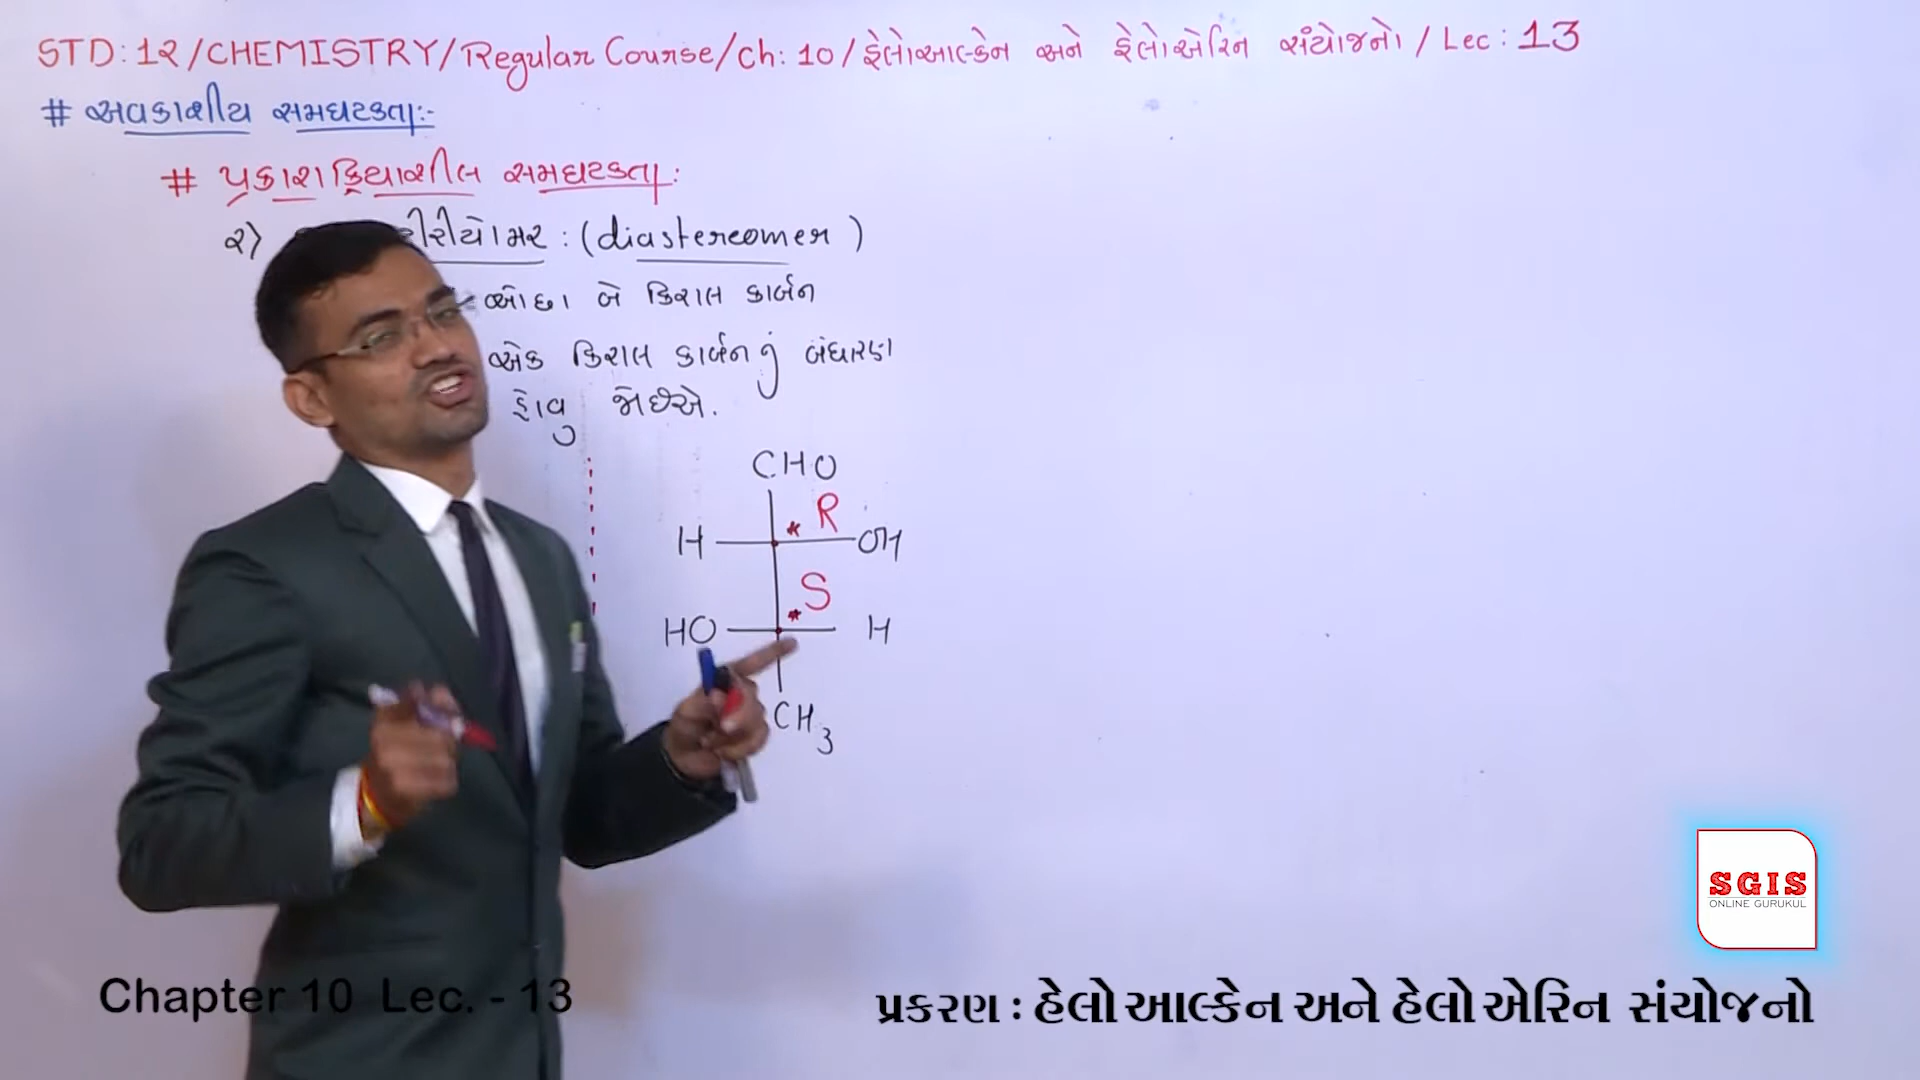 STD: 12/CHEMISTRY/Regular Course/Ch: 10/હેલોઆલ્કેન અને હેલોએરિન સંયોજનો/Lec: 13
# અવકાશીય સમઘટકતા:-
# પ્રકાશક્રિયાશીલ સમઘટકતા:
૨) રીયોમર : (diastereomer)
ઓછા બે કિરાલ કાર્બન
એક કિરાલ કાર્બનનું બંધારણ
હોવુ જોઈએ.
CHO
* R
H OH
* S
HO H
CH3
SGIS
ONLINE GURUKUL
Chapter 10 Lec. - 13
પ્રકરણ : હેલોઆલ્કેન અને હેલોએરિન સંયોજનો